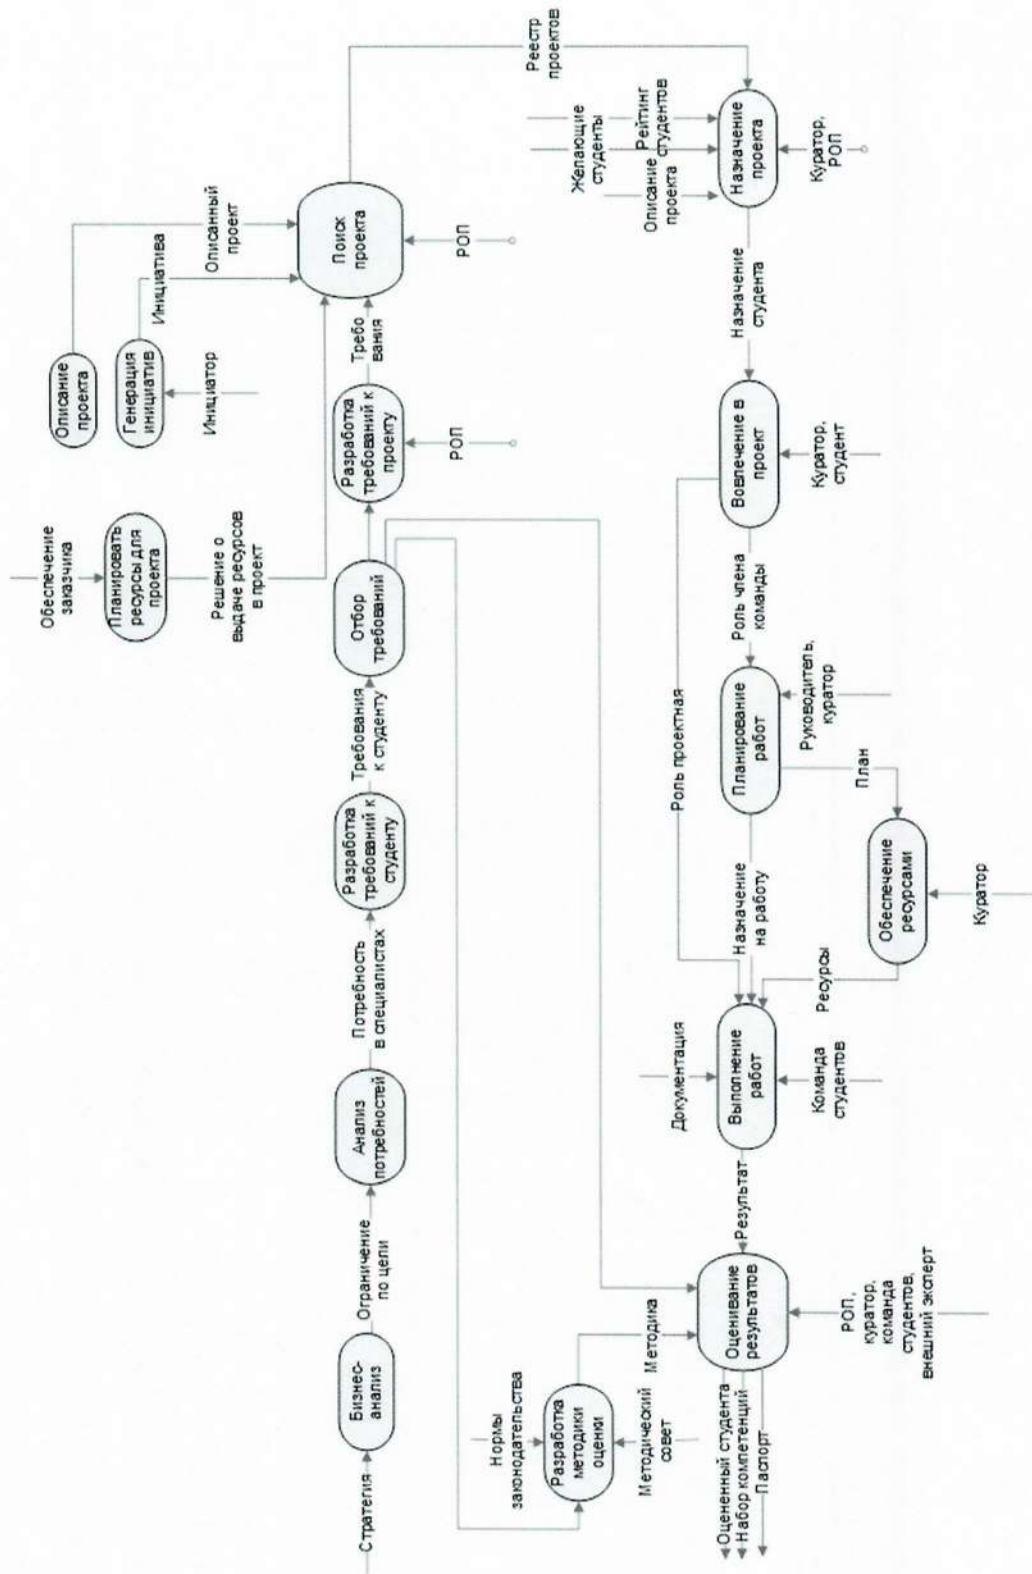 Обеспечение
заказчика
Планировать
ресурсы для
проекта
Решение о
выдаче ресурсов
в проект
Описание
проекта
Генерация
инициатив
Инициатор
Инициатива
Описанный
проект
Стратегия
Бизнес-
анализ
Ограничение
по цели
Анализ
потребностей
Потребность
в специалистах
Разработка
требований к
студенту
Требования
к студенту
Отбор
требований
Разработка
требований к
проекту
РОП
Требо
вания
Поиск
проекта
РОП
Реестр
проектов
Нормы
законодательства
Разработка
методики
оценки
Методический
совет
Методика
Желающие
студенты
Рейтинг
студентов
Описание
проекта
Назначение
проекта
Куратор,
РОП
Назначение
студента
Вовлечение в
проект
Куратор,
студент
Роль проектная
Роль члена
команды
Планирование
работ
Руководитель,
куратор
План
Назначение
на работу
Обеспечение
ресурсами
Куратор
Ресурсы
Документация
Выполнение
работ
Команда
студентов
Результат
Оценивание
результатов
РОП,
куратор,
команда
студентов,
внешний эксперт
Оцененный студента
Набор компетенций
Паспорт